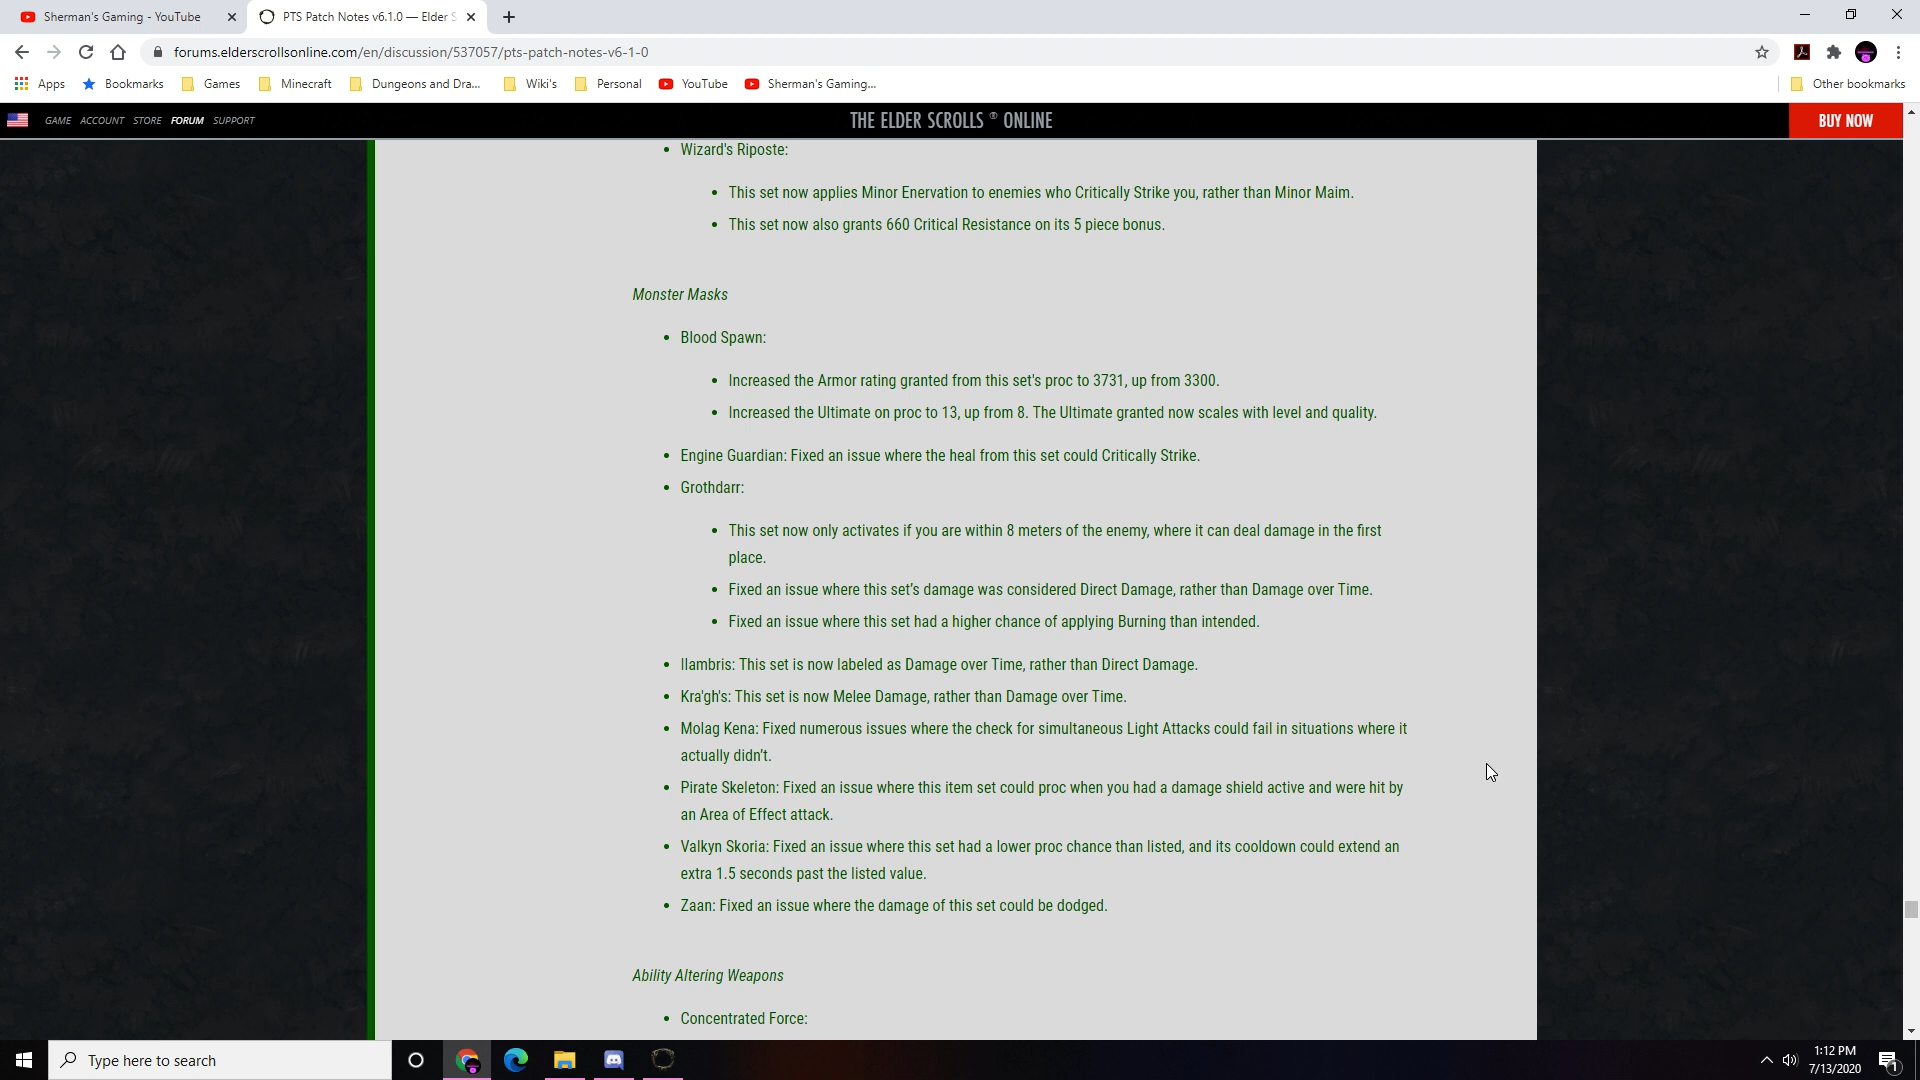 Sherman's Gaming - YouTube
PTS Patch Notes v6.1.0 — Elder S
forums.elderscrollsonline.com/en/discussion/537057/pts-patch-notes-v6-1-0
Apps Bookmarks Games Minecraft Dungeons and Dra... Wiki's Personal YouTube Sherman's Gaming... Other bookmarks
GAME ACCOUNT STORE FORUM SUPPORT THE ELDER SCROLLS ® ONLINE BUY NOW
• Wizard's Riposte:
• This set now applies Minor Enervation to enemies who Critically Strike you, rather than Minor Maim.
• This set now also grants 660 Critical Resistance on its 5 piece bonus.
Monster Masks
• Blood Spawn:
• Increased the Armor rating granted from this set's proc to 3731, up from 3300.
• Increased the Ultimate on proc to 13, up from 8. The Ultimate granted now scales with level and quality.
• Engine Guardian: Fixed an issue where the heal from this set could Critically Strike.
• Grothdarr:
• This set now only activates if you are within 8 meters of the enemy, where it can deal damage in the first
place.
• Fixed an issue where this set's damage was considered Direct Damage, rather than Damage over Time.
• Fixed an issue where this set had a higher chance of applying Burning than intended.
• Ilambris: This set is now labeled as Damage over Time, rather than Direct Damage.
• Kra'gh's: This set is now Melee Damage, rather than Damage over Time.
• Molag Kena: Fixed numerous issues where the check for simultaneous Light Attacks could fail in situations where it
actually didn't.
• Pirate Skeleton: Fixed an issue where this item set could proc when you had a damage shield active and were hit by
an Area of Effect attack.
• Valkyn Skoria: Fixed an issue where this set had a lower proc chance than listed, and its cooldown could extend an
extra 1.5 seconds past the listed value.
• Zaan: Fixed an issue where the damage of this set could be dodged.
Ability Altering Weapons
• Concentrated Force:
Type here to search
1:12 PM
7/13/2020
1